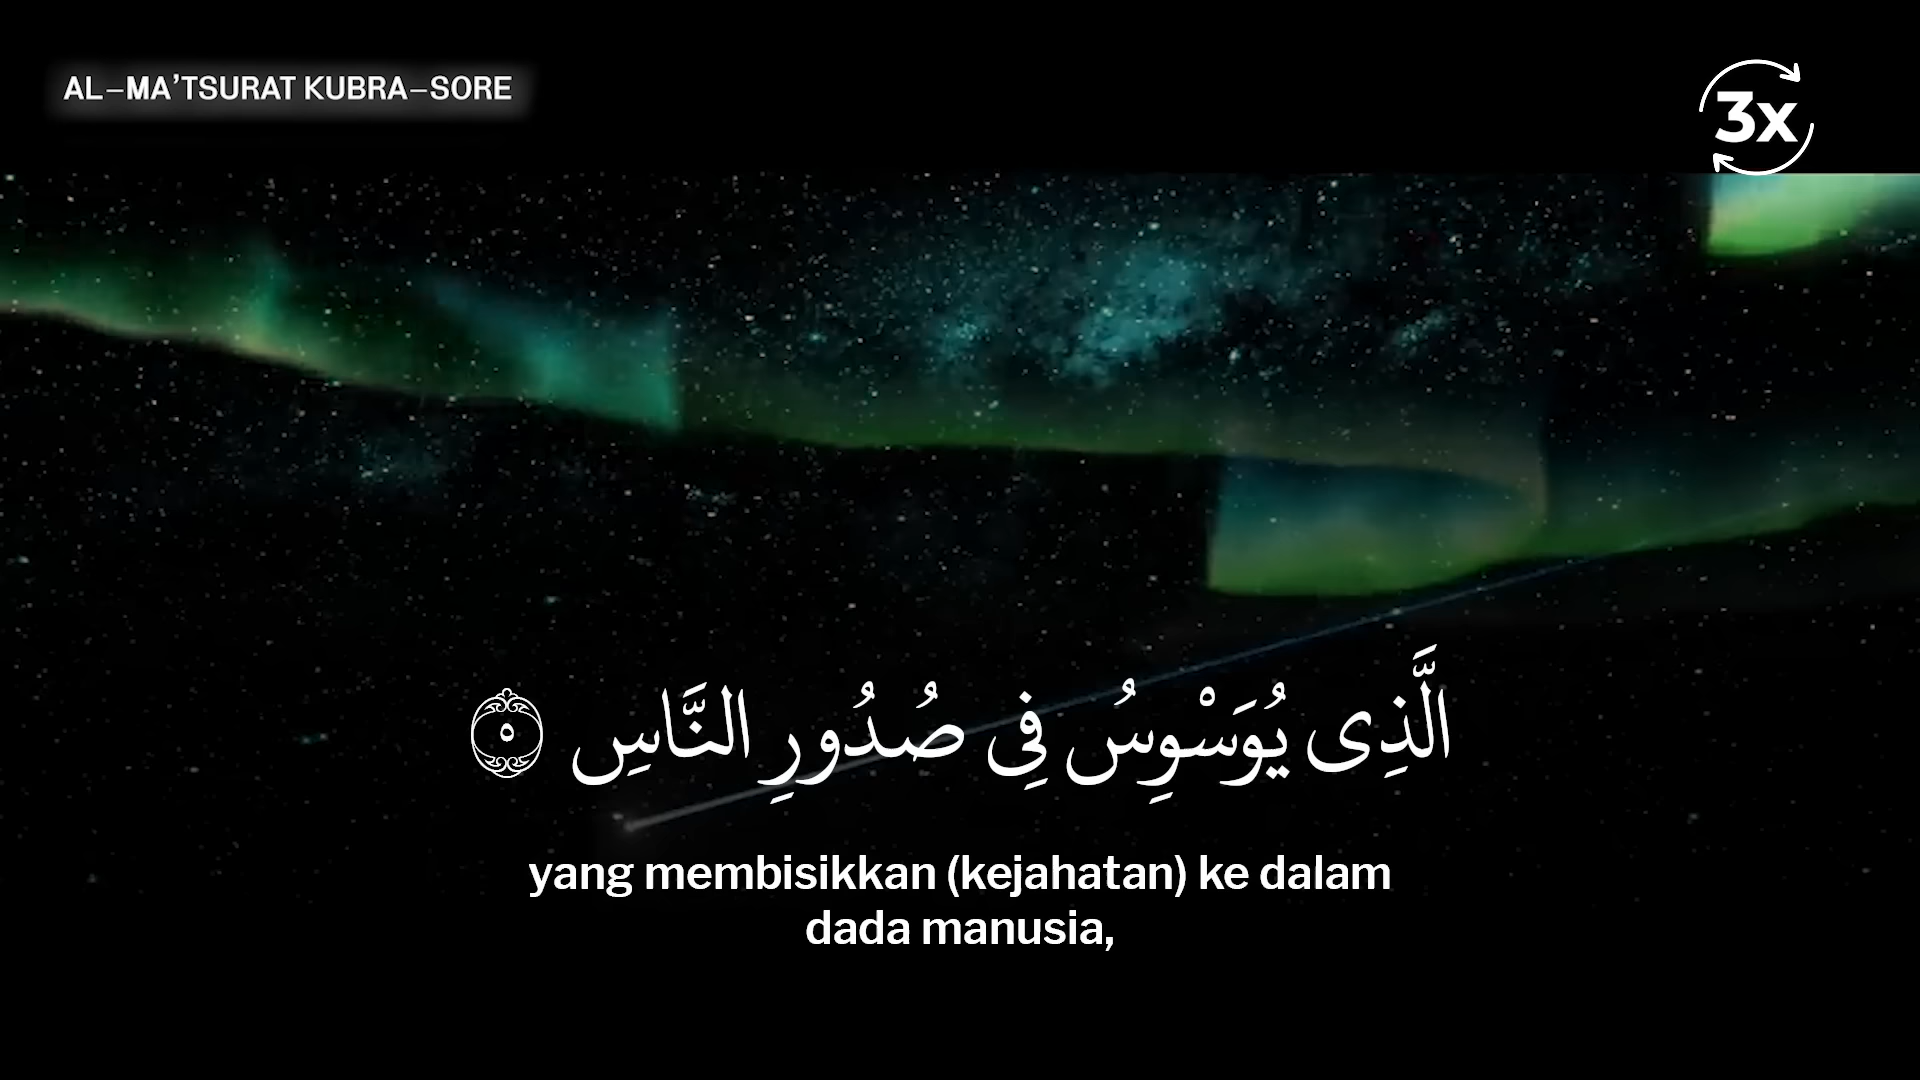 AL–MA’TSURAT KUBRA–SORE
3x
الَّذِى يُوَسْوِسُ فِى صُدُورِ النَّاسِ ۝٥
yang membisikkan (kejahatan) ke dalam
dada manusia,